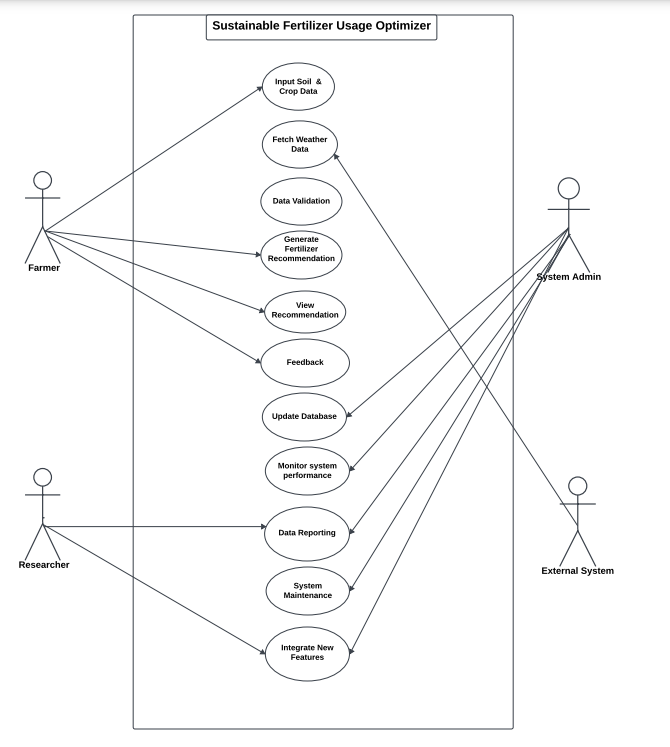 Sustainable Fertilizer Usage Optimizer
Input Soil &
Crop Data
Fetch Weather
Data
Data Validation
Generate
Fertilizer
Recommendation
View
Recommendation
Feedback
Update Database
Monitor system
performance
Data Reporting
System
Maintenance
Integrate New
Features
Farmer
Researcher
System Admin
External System